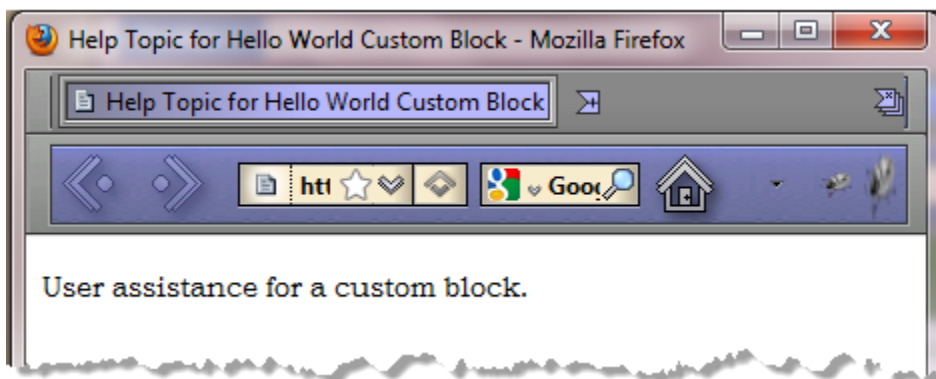 Help Topic for Hello World Custom Block - Mozilla Firefox
Help Topic for Hello World Custom Block
htt
Goo
User assistance for a custom block.